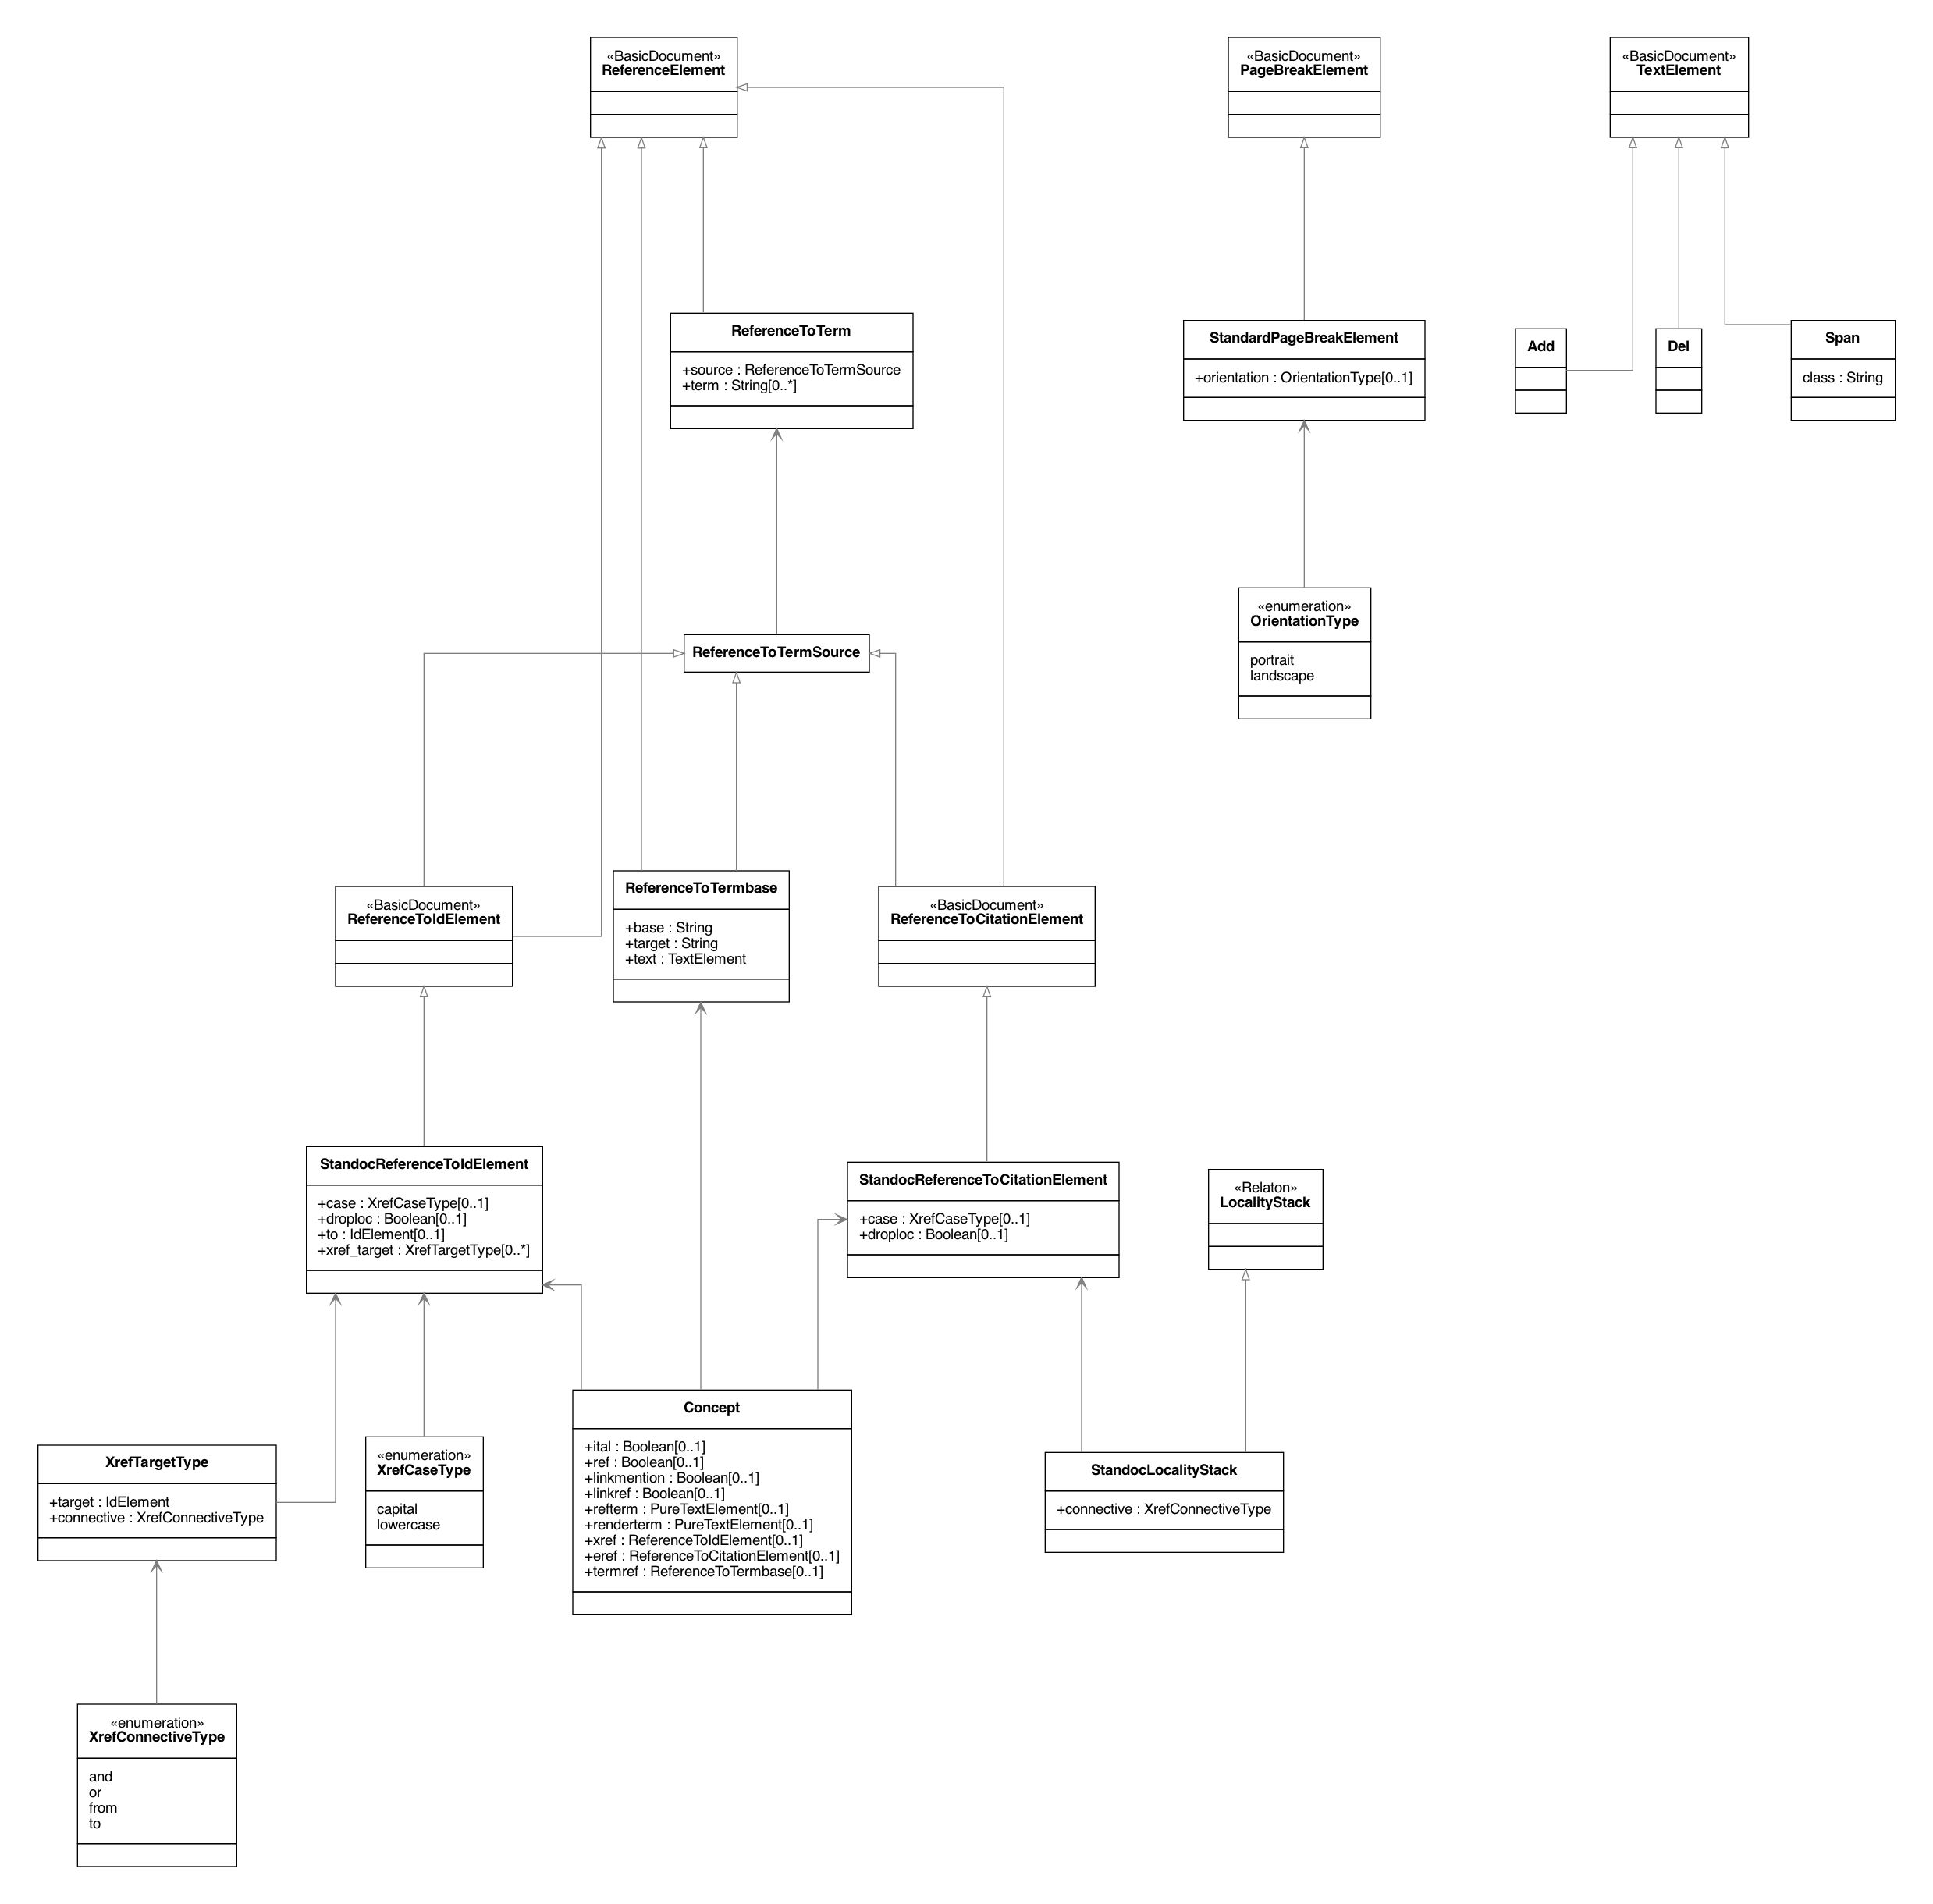 «BasicDocument»
ReferenceElement
«BasicDocument»
PageBreakElement
«BasicDocument»
TextElement
ReferenceToTerm
+source : ReferenceToTermSource
+term : String[0..*]
StandardPageBreakElement
+orientation : OrientationType[0..1]
Add
Del
Span
class : String
«enumeration»
OrientationType
portrait
landscape
ReferenceToTermSource
«BasicDocument»
ReferenceToIdElement
ReferenceToTermbase
+base : String
+target : String
+text : TextElement
«BasicDocument»
ReferenceToCitationElement
StandocReferenceToIdElement
+case : XrefCaseType[0..1]
+droploc : Boolean[0..1]
+to : IdElement[0..1]
+xref_target : XrefTargetType[0..*]
StandocReferenceToCitationElement
+case : XrefCaseType[0..1]
+droploc : Boolean[0..1]
«Relaton»
LocalityStack
XrefTargetType
+target : IdElement
+connective : XrefConnectiveType
«enumeration»
XrefCaseType
capital
lowercase
Concept
+ital : Boolean[0..1]
+ref : Boolean[0..1]
+linkmention : Boolean[0..1]
+linkref : Boolean[0..1]
+refterm : PureTextElement[0..1]
+renderterm : PureTextElement[0..1]
+xref : ReferenceToIdElement[0..1]
+eref : ReferenceToCitationElement[0..1]
+termref : ReferenceToTermbase[0..1]
StandocLocalityStack
+connective : XrefConnectiveType
«enumeration»
XrefConnectiveType
and
or
from
to